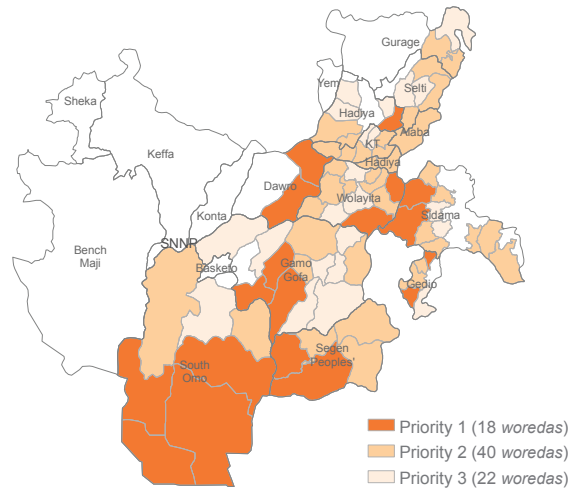 Gurage
Sheka
Yem
Selti
Hadiya
Alaba
KT
Keffa
Hadiya
Dawro
Wolayita
Konta
Sidama
SNNP
Bench
Maji
Basketo
Gamo
Gofa
Gedio
Segen
Peoples'
South
Omo
Priority 1 (18 woredas)
Priority 2 (40 woredas)
Priority 3 (22 woredas)